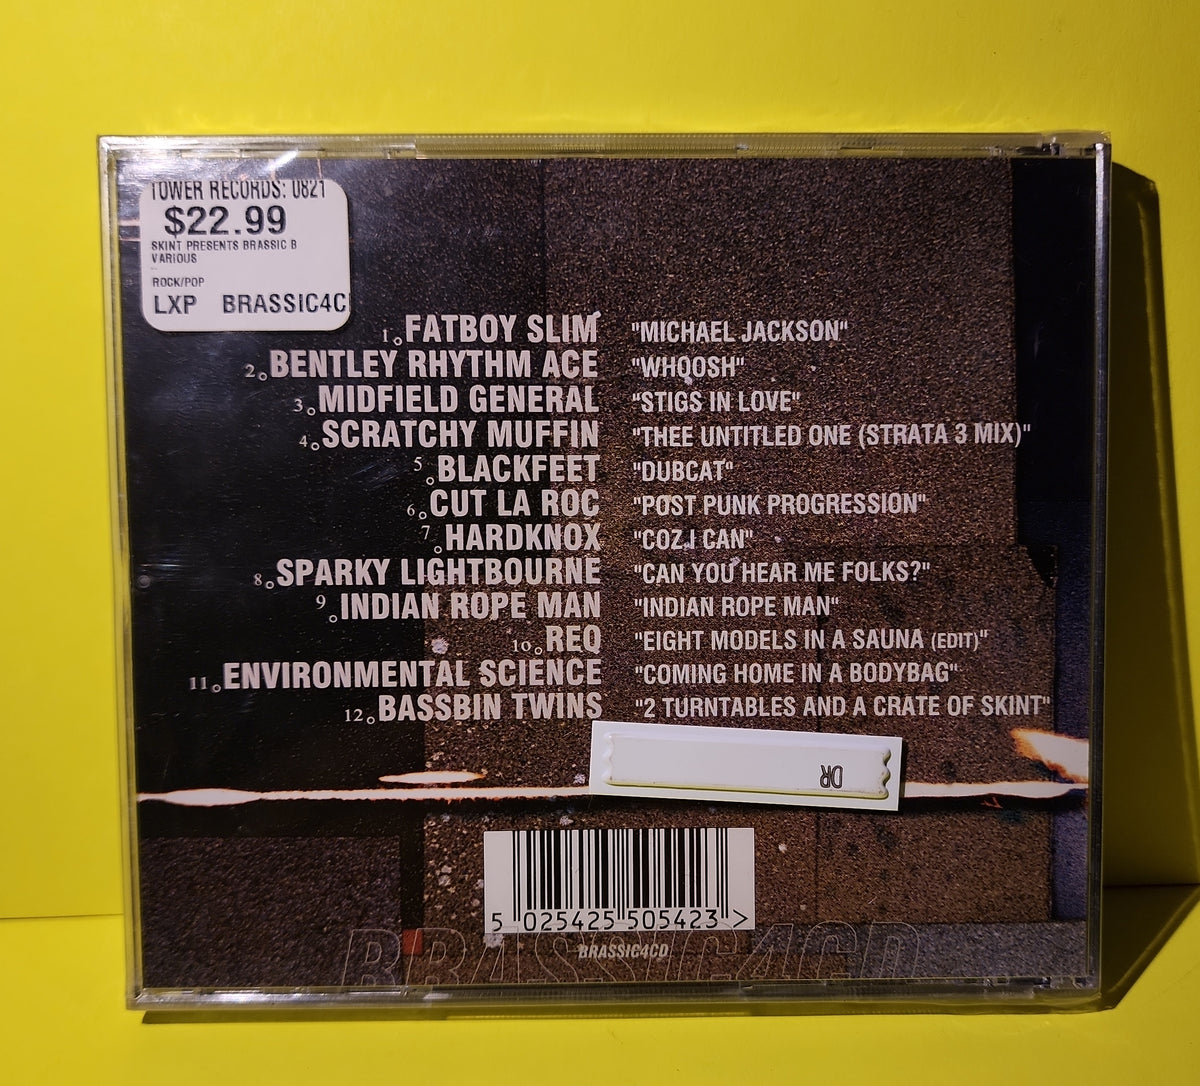 TOWER RECORDS: 0821
$22.99
SKINT PRESENTS BRASSIC B
VARIOUS
ROCK/POP
LXP BRASSIC4C
1. FATBOY SLIM "MICHAEL JACKSON"
2. BENTLEY RHYTHM ACE "WHOOSH"
3. MIDFIELD GENERAL "STIGS IN LOVE"
4. SCRATCHY MUFFIN "THEE UNTITLED ONE (STRATA 3 MIX)"
5. BLACKFEET "DUBCAT"
6. CUT LA ROC "POST PUNK PROGRESSION"
7. HARDKNOX "COZ I CAN"
8. SPARKY LIGHTBOURNE "CAN YOU HEAR ME FOLKS?"
9. INDIAN ROPE MAN "INDIAN ROPE MAN"
10. REQ "EIGHT MODELS IN A SAUNA (EDIT)"
11. ENVIRONMENTAL SCIENCE "COMING HOME IN A BODYBAG"
12. BASSBIN TWINS "2 TURNTABLES AND A CRATE OF SKINT"
DR
5 025425 505423 >
BRASSIC4CD
BRASSIC4CD